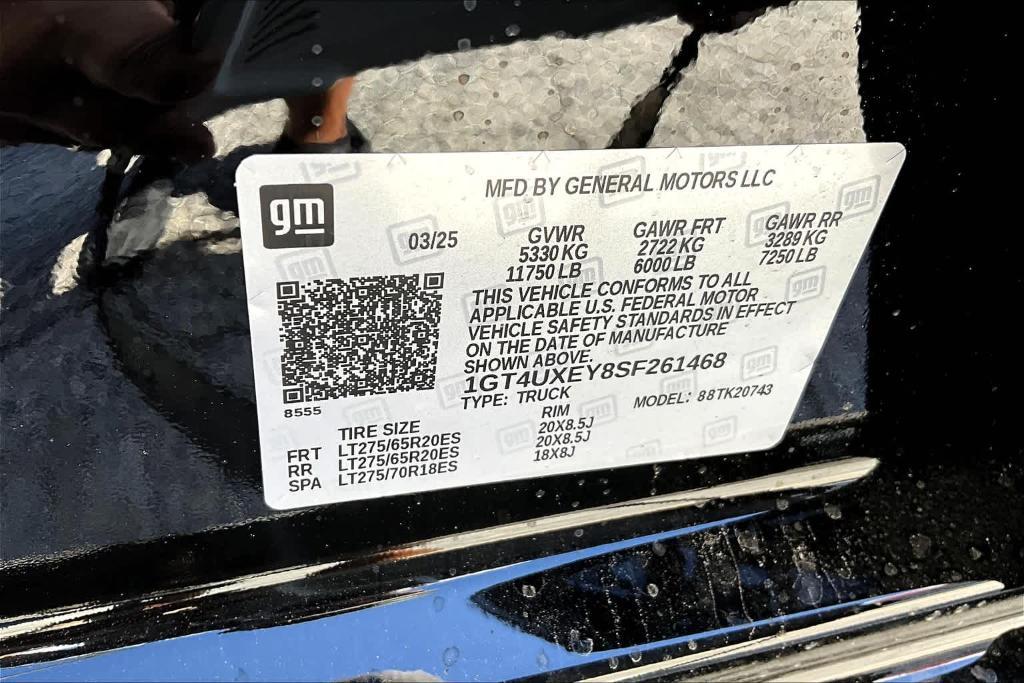 MFD BY GENERAL MOTORS LLC
gm
03/25
GVWR GAWR FRT GAWR RR
5330 KG 2722 KG 3289 KG
11750 LB 6000 LB 7250 LB
THIS VEHICLE CONFORMS TO ALL
APPLICABLE U.S. FEDERAL MOTOR
VEHICLE SAFETY STANDARDS IN EFFECT
ON THE DATE OF MANUFACTURE
SHOWN ABOVE.
1GT4UXEY8SF261468
TYPE: TRUCK MODEL: 88TK20743
8555
TIRE SIZE RIM
FRT LT275/65R20ES 20X8.5J
RR LT275/65R20ES 20X8.5J
SPA LT275/70R18ES 18X8J